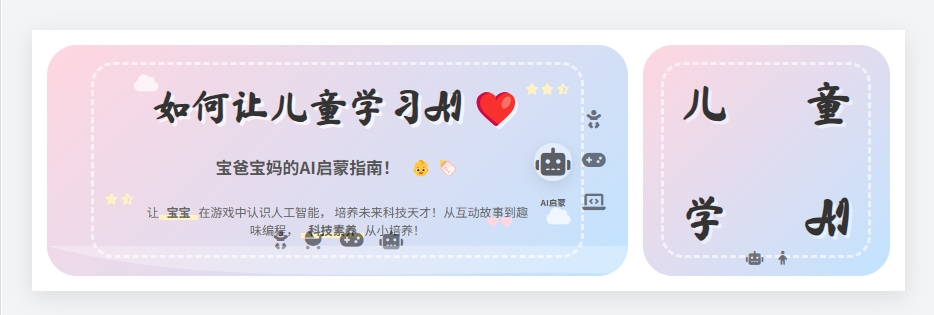 如何让儿童学习AI❤️
宝爸宝妈的AI启蒙指南！ 👶 🍼
AI启蒙
让 宝宝 在游戏中认识人工智能， 培养未来科技天才！从互动故事到趣
味编程， 科技素养 从小培养！
儿 童
学 AI